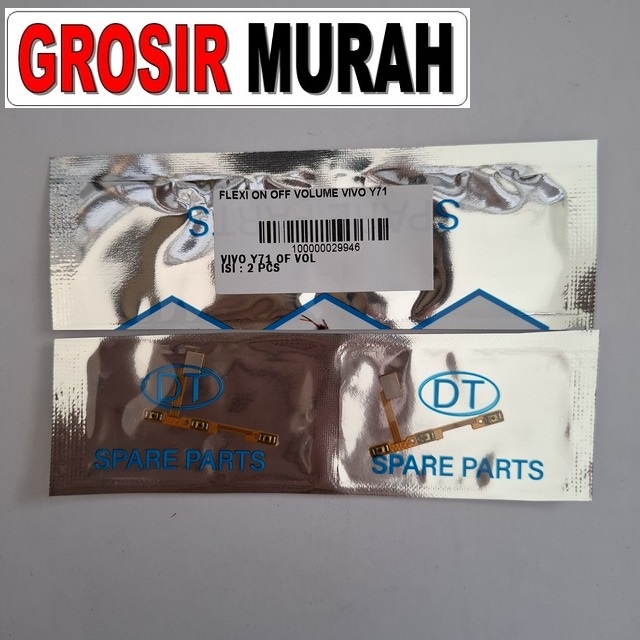 GROSIR MURAH
FLEXI ON OFF VOLUME VIVO Y71
100000029946
VIVO Y71 OF VOL
ISI : 2 PCS
DT
SPARE PARTS
DT
SPARE PARTS